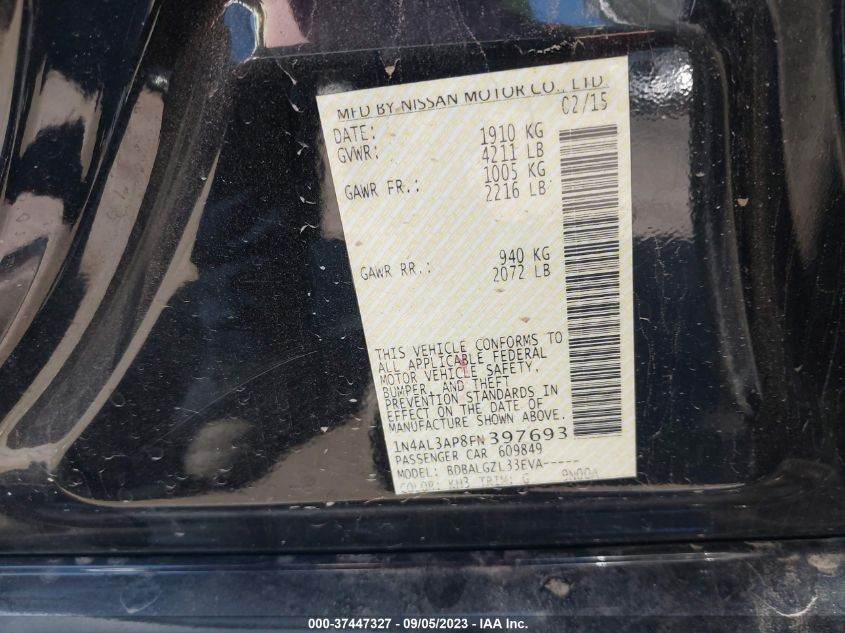 MFD BY NISSAN MOTOR CO., LTD
DATE: 02/15
GVWR: 1910 KG
4211 LB
GAWR FR.: 1005 KG
2216 LB
GAWR RR.: 940 KG
2072 LB
THIS VEHICLE CONFORMS TO
ALL APPLICABLE FEDERAL
MOTOR VEHICLE SAFETY,
BUMPER, AND THEFT
PREVENTION STANDARDS IN
EFFECT ON THE DATE OF
MANUFACTURE SHOWN ABOVE.
1N4AL3AP8FN397693
PASSENGER CAR 609849
MODEL: BDBALGZL33EVA-----
COLOR: KH3 TRIM: G
000-37447327 - 09/05/2023 - IAA Inc.